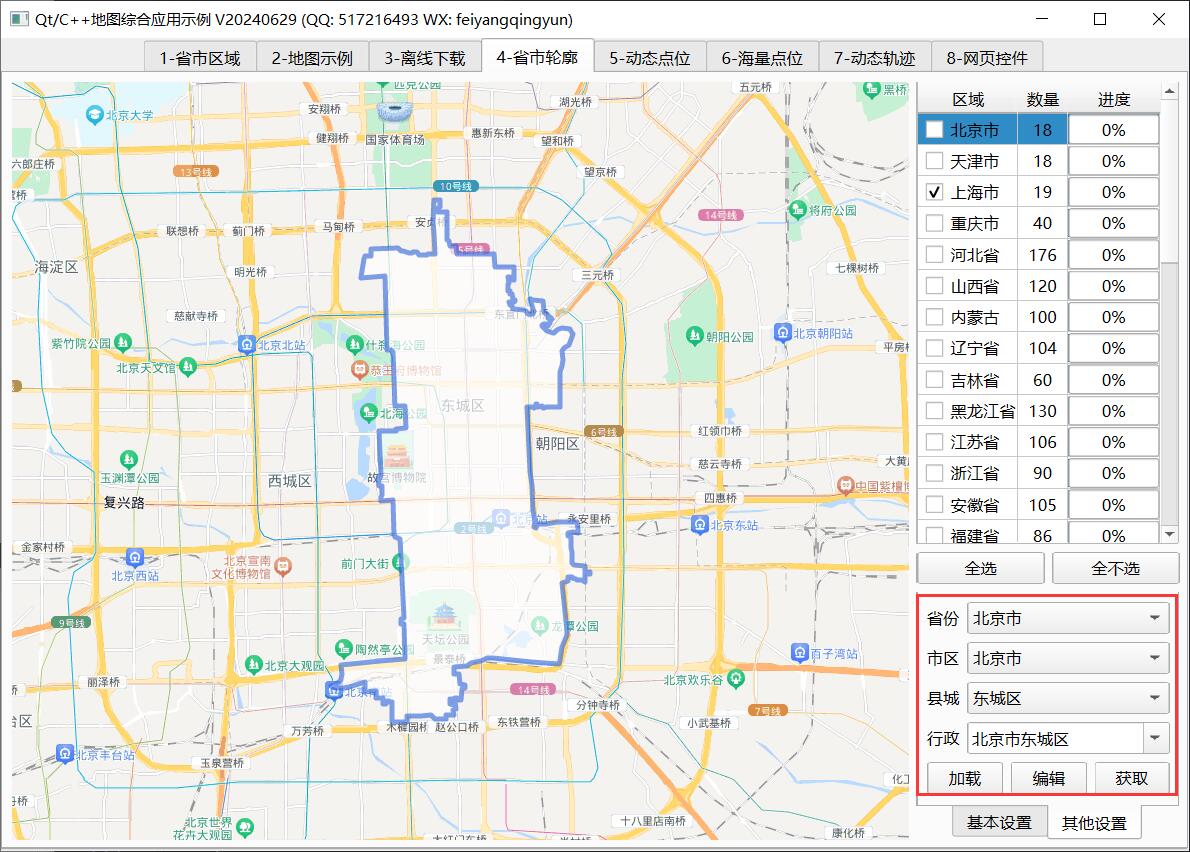 Qt/C++地图综合应用示例 V20240629 (QQ: 517216493 WX: feiyangqingyun)
1-省市区域 2-地图示例 3-离线下载 4-省市轮廓 5-动态点位 6-海量点位 7-动态轨迹 8-网页控件
匹克公园
五元桥
黑桥
安翔桥
湖光桥
北京大学
健翔桥
国家体育场
惠新东桥
望和桥
六郎庄桥
13号线
望京桥
10号线
联想桥
蓟门桥
马甸桥
安贞桥
14号线
将府公园
5号线
海淀区
明光桥
三元桥
七棵树桥
慈献寺桥
东直门北桥
紫竹院公园
北京北站
什刹海公园
朝阳公园
北京朝阳站
平房桥
北京天文馆
恭王府博物馆
北海公园
东城区
朝阳区
6号线
红领巾桥
玉渊潭公园
西城区
故宫博物院
慈云寺桥
大黄庄
复兴路
四惠桥
中国紫檀博
2号线
北京站
永安里桥
北京东站
金家村桥
北京西站
北京宣南
文化博物馆
前门大街
9号线
天坛公园
龙潭公园
陶然亭公园
景泰桥
北京大观园
百子湾站
丽泽桥
北京南站
14号线
北京欢乐谷
分钟寺桥
7号线
台区
万芳桥
木樨园桥
赵公口桥
东铁营桥
小武基桥
北京丰台站
玉泉营桥
化工
北京世界
花卉大观园
大红门东桥
十八里店南桥
康化桥
区域 数量 进度
北京市 18 0%
天津市 18 0%
上海市 19 0%
重庆市 40 0%
河北省 176 0%
山西省 120 0%
内蒙古 100 0%
辽宁省 104 0%
吉林省 60 0%
黑龙江省 130 0%
江苏省 106 0%
浙江省 90 0%
安徽省 105 0%
福建省 86 0%
全选 全不选
省份 北京市
市区 北京市
县城 东城区
行政 北京市东城区
加载 编辑 获取
基本设置 其他设置